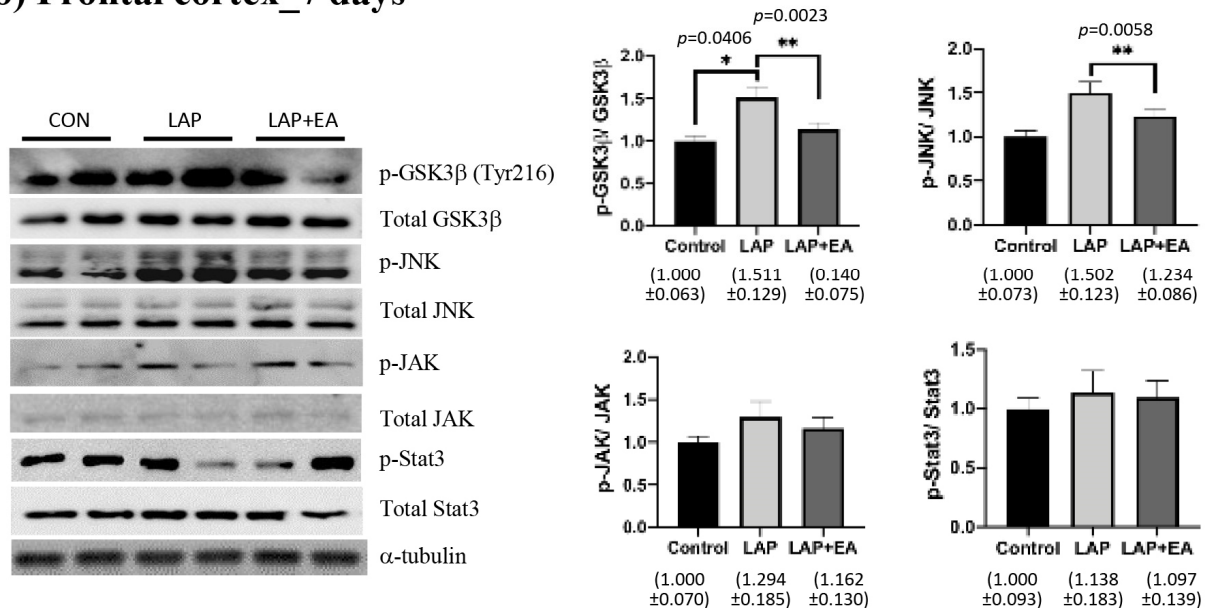 b) Frontal cortex_7 days
CON LAP LAP+EA
p-GSK3β (Tyr216)
Total GSK3β
p-JNK
Total JNK
p-JAK
Total JAK
p-Stat3
Total Stat3
α-tubulin
p=0.0023
p=0.0406
**
*
p-GSK3β/ GSK3β
2.0
1.5
1.0
0.5
0.0
Control LAP LAP+EA
(1.000 (1.511 (0.140
±0.063) ±0.129) ±0.075)
p=0.0058
**
p-JNK/ JNK
2.0
1.5
1.0
0.5
0.0
Control LAP LAP+EA
(1.000 (1.502 (1.234
±0.073) ±0.123) ±0.086)
p-JAK/ JAK
2.0
1.5
1.0
0.5
0.0
Control LAP LAP+EA
(1.000 (1.294 (1.162
±0.070) ±0.185) ±0.130)
p-Stat3/ Stat3
1.5
1.0
0.5
0.0
Control LAP LAP+EA
(1.000 (1.138 (1.097
±0.093) ±0.183) ±0.139)